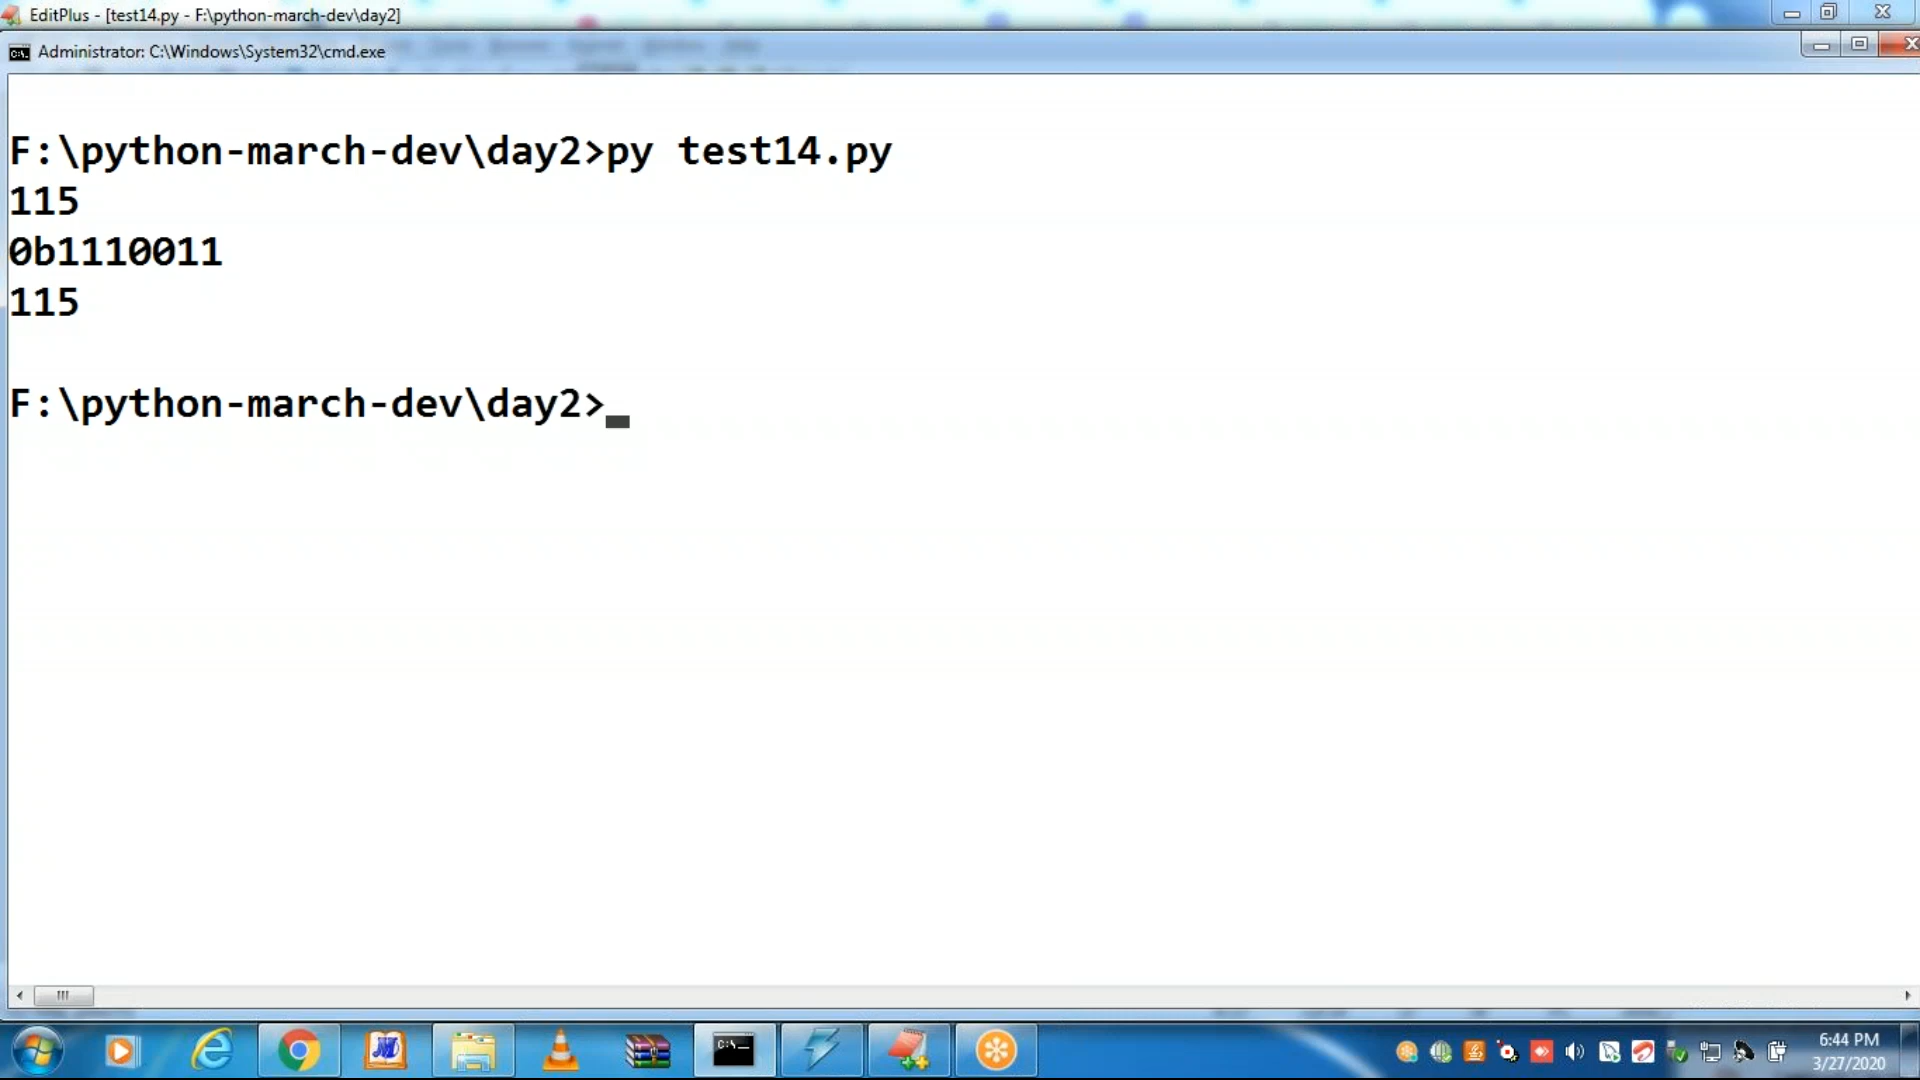 EditPlus - [test14.py - F:\python-march-dev\day2]
Administrator: C:\Windows\System32\cmd.exe
F:\python-march-dev\day2>py test14.py
115
0b1110011
115
F:\python-march-dev\day2>
6:44 PM
3/27/2020